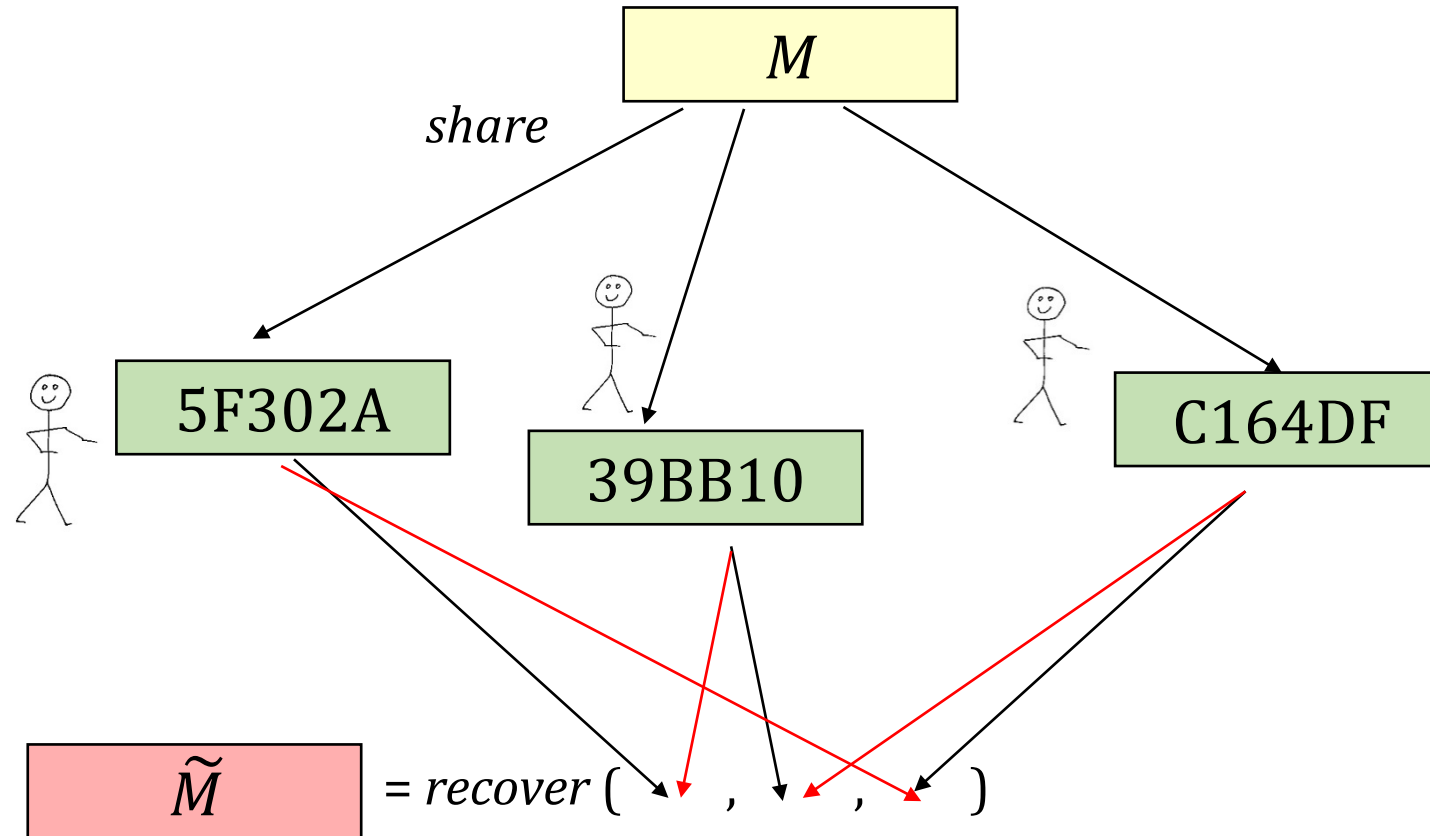 M
share
5F302A
39BB10
C164DF
M̃ = recover ( , , )